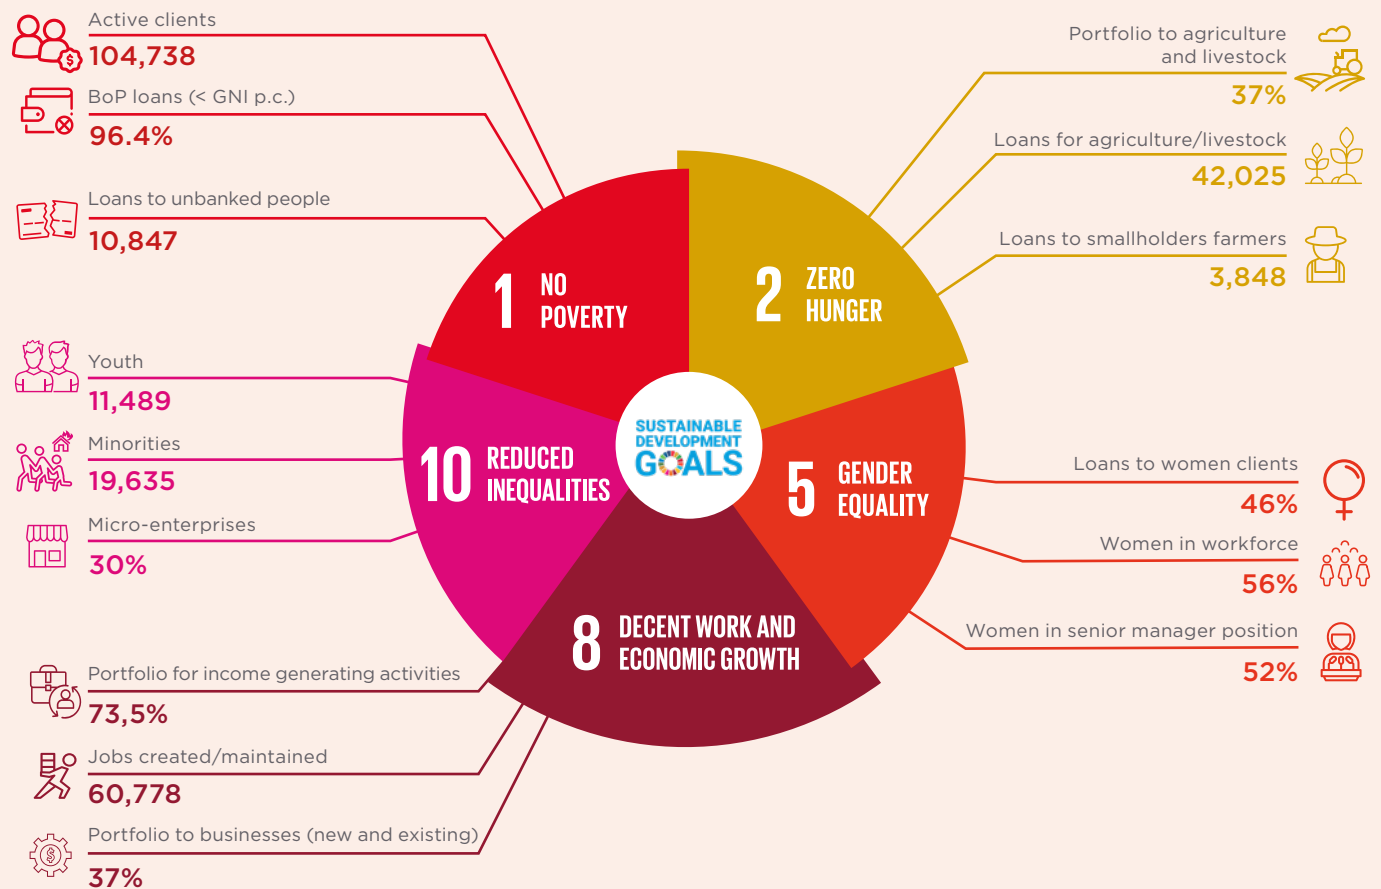 Active clients
104,738
BoP loans (< GNI p.c.)
96.4%
Loans to unbanked people
10,847
Youth
11,489
Minorities
19,635
Micro-enterprises
30%
Portfolio for income generating activities
73,5%
Jobs created/maintained
60,778
Portfolio to businesses (new and existing)
37%
1 NO
POVERTY
2 ZERO
HUNGER
10 REDUCED
INEQUALITIES
SUSTAINABLE
DEVELOPMENT
GOALS
5 GENDER
EQUALITY
8 DECENT WORK AND
ECONOMIC GROWTH
Portfolio to agriculture
and livestock
37%
Loans for agriculture/livestock
42,025
Loans to smallholders farmers
3,848
Loans to women clients
46%
Women in workforce
56%
Women in senior manager position
52%